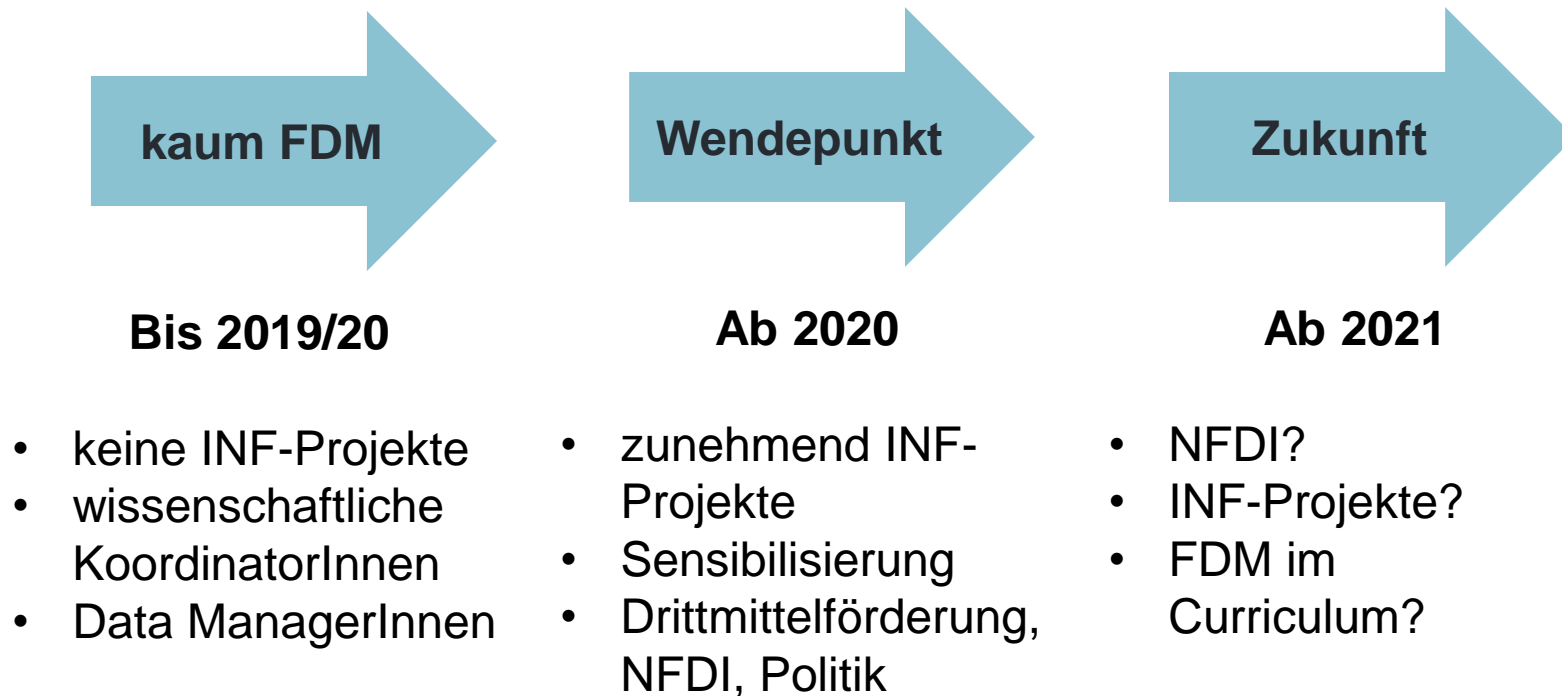 kaum FDM
Bis 2019/20
• keine INF-Projekte
• wissenschaftliche
KoordinatorInnen
• Data ManagerInnen
Wendepunkt
Ab 2020
• zunehmend INF-
Projekte
• Sensibilisierung
• Drittmittelförderung,
NFDI, Politik
Zukunft
Ab 2021
• NFDI?
• INF-Projekte?
• FDM im
Curriculum?